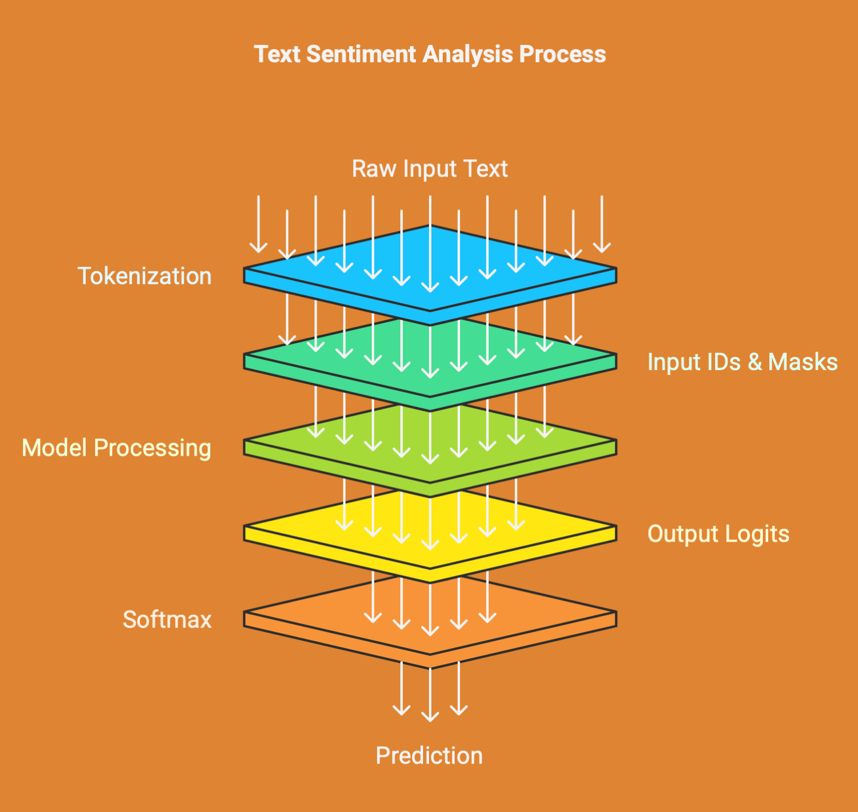 Text Sentiment Analysis Process
Raw Input Text
Tokenization
Input IDs & Masks
Model Processing
Output Logits
Softmax
Prediction